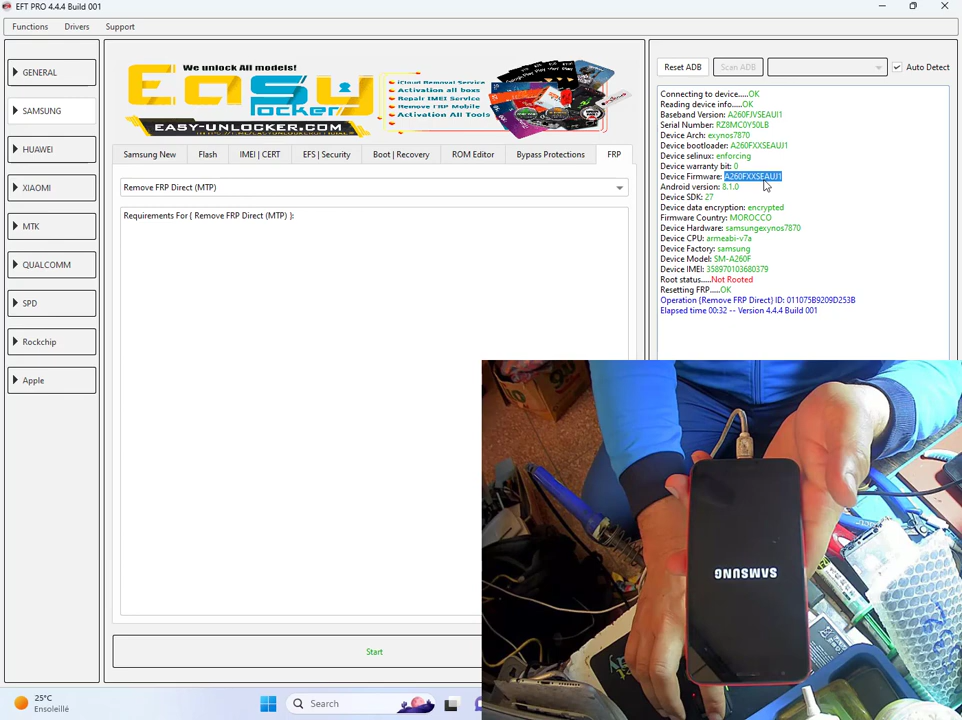 EFT PRO 4.4.4 Build 001
Functions Drivers Support
GENERAL
SAMSUNG
HUAWEI
XIAOMI
MTK
QUALCOMM
SPD
Rockchip
Apple
We unlock All models!
Easy
locker
EASY-UNLOCKER.COM
iCloud Removal Service
Activation all boxs
Repair IMEI Service
Remove FRP Mobile
Activation All Tools
Samsung New Flash IMEI | CERT EFS | Security Boot | Recovery ROM Editor Bypass Protections FRP
Remove FRP Direct (MTP)
Requirements For ( Remove FRP Direct (MTP) ):
Start
Reset ADB Scan ADB Auto Detect
Connecting to device.....OK
Reading device info...OK
Baseband Version: A260FJVSEAUI1
Serial Number: RZ8MC0Y50LB
Device Arch: exynos7870
Device bootloader: A260FXXSEAUJ1
Device selinux: enforcing
Device warranty bit: 0
Device Firmware: A260FXXSEAUJ1
Android version: 8.1.0
Device SDK: 27
Device data encryption: encrypted
Firmware Country: MOROCCO
Device Hardware: samsungexynos7870
Device CPU: armeabi-v7a
Device Factory: samsung
Device Model: SM-A260F
Device IMEI: 358970103680379
Root status.....Not Rooted
Resetting FRP.....OK
Operation {Remove FRP Direct} ID: 011075B9209D253B
Elapsed time 00:32 -- Version 4.4.4 Build 001
SAMSUNG
25°C
Ensoleillé
Search